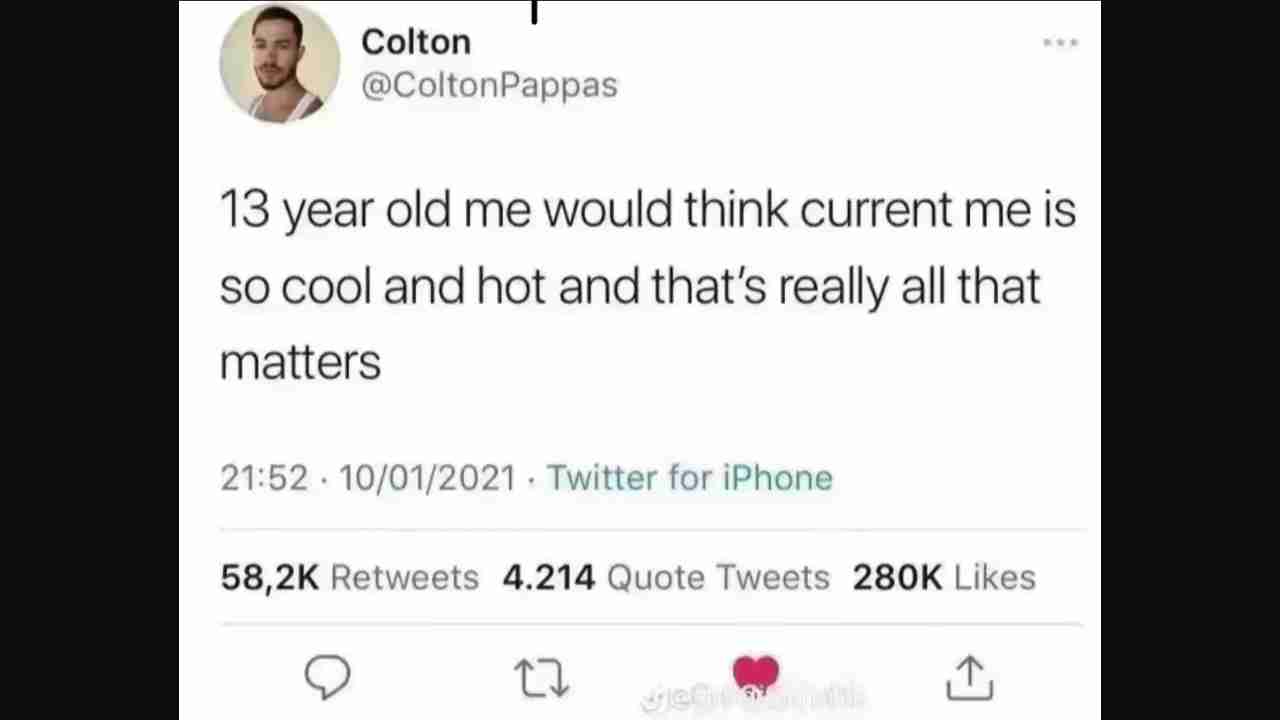 Colton
@ColtonPappas
13 year old me would think current me is
so cool and hot and that's really all that
matters
21:52 · 10/01/2021 · Twitter for iPhone
58,2K Retweets 4.214 Quote Tweets 280K Likes